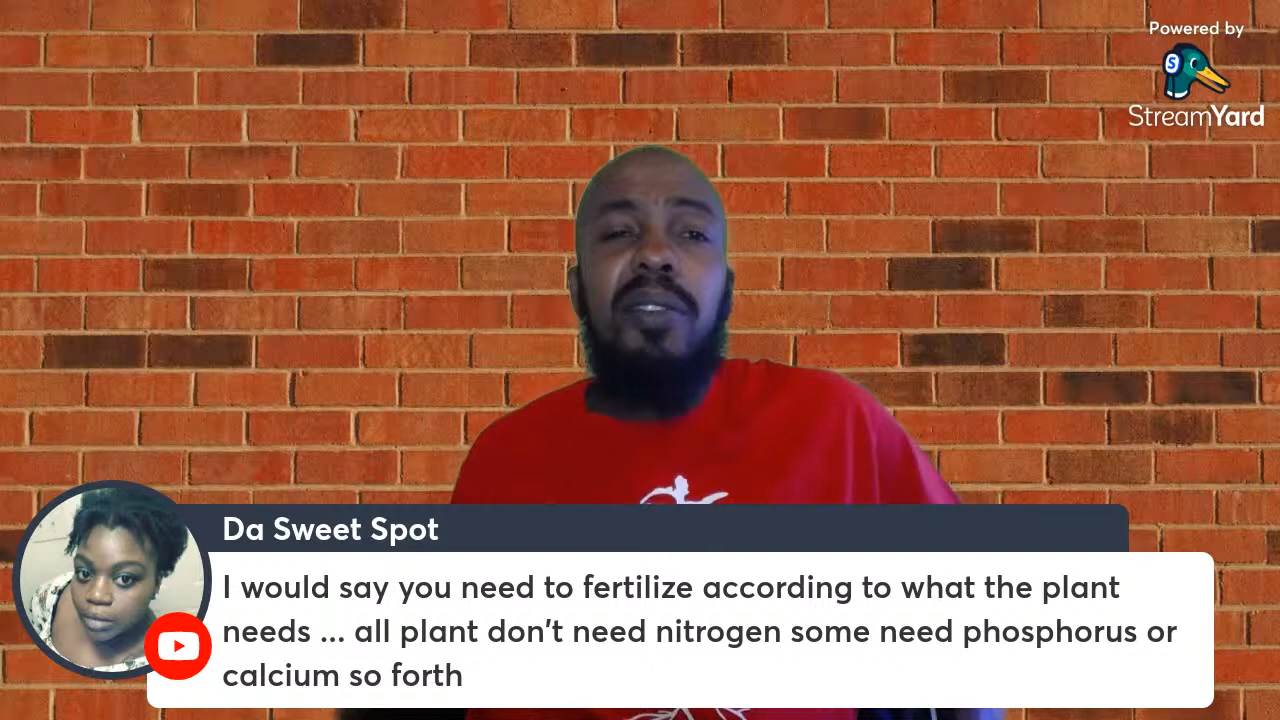 Powered by
StreamYard
Da Sweet Spot
I would say you need to fertilize according to what the plant
needs ... all plant don't need nitrogen some need phosphorus or
calcium so forth